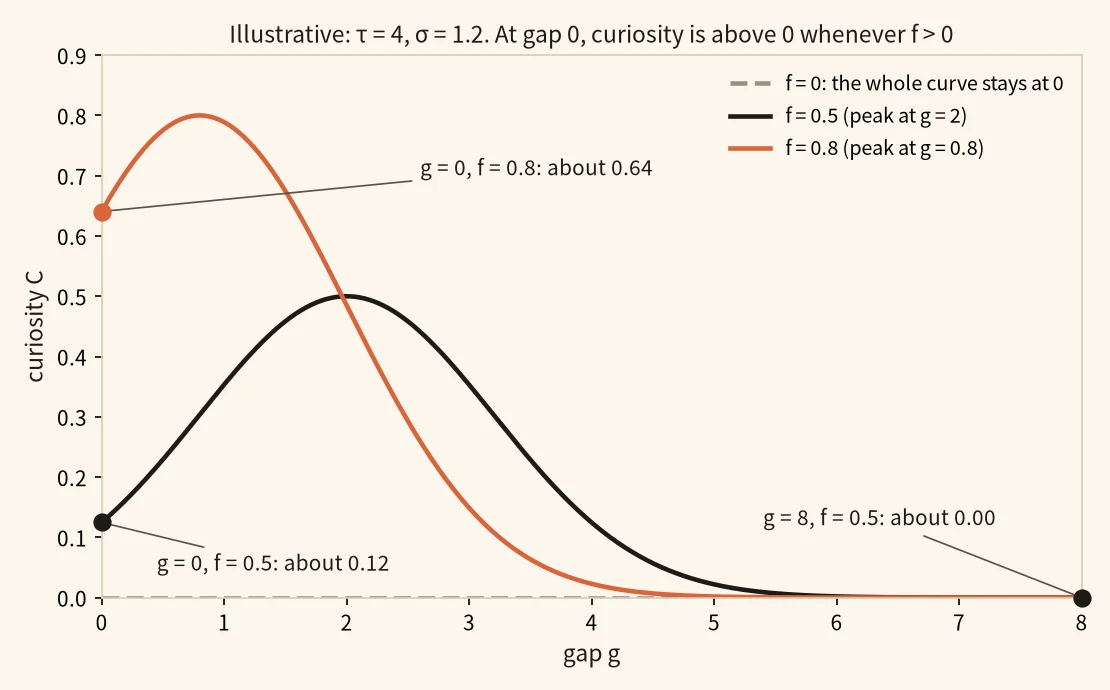 Illustrative: τ = 4, σ = 1.2. At gap 0, curiosity is above 0 whenever f > 0
0.9
0.8
0.7
0.6
0.5
0.4
0.3
0.2
0.1
0.0
curiosity C
f = 0: the whole curve stays at 0
f = 0.5 (peak at g = 2)
f = 0.8 (peak at g = 0.8)
g = 0, f = 0.8: about 0.64
g = 8, f = 0.5: about 0.00
g = 0, f = 0.5: about 0.12
0 1 2 3 4 5 6 7 8
gap g